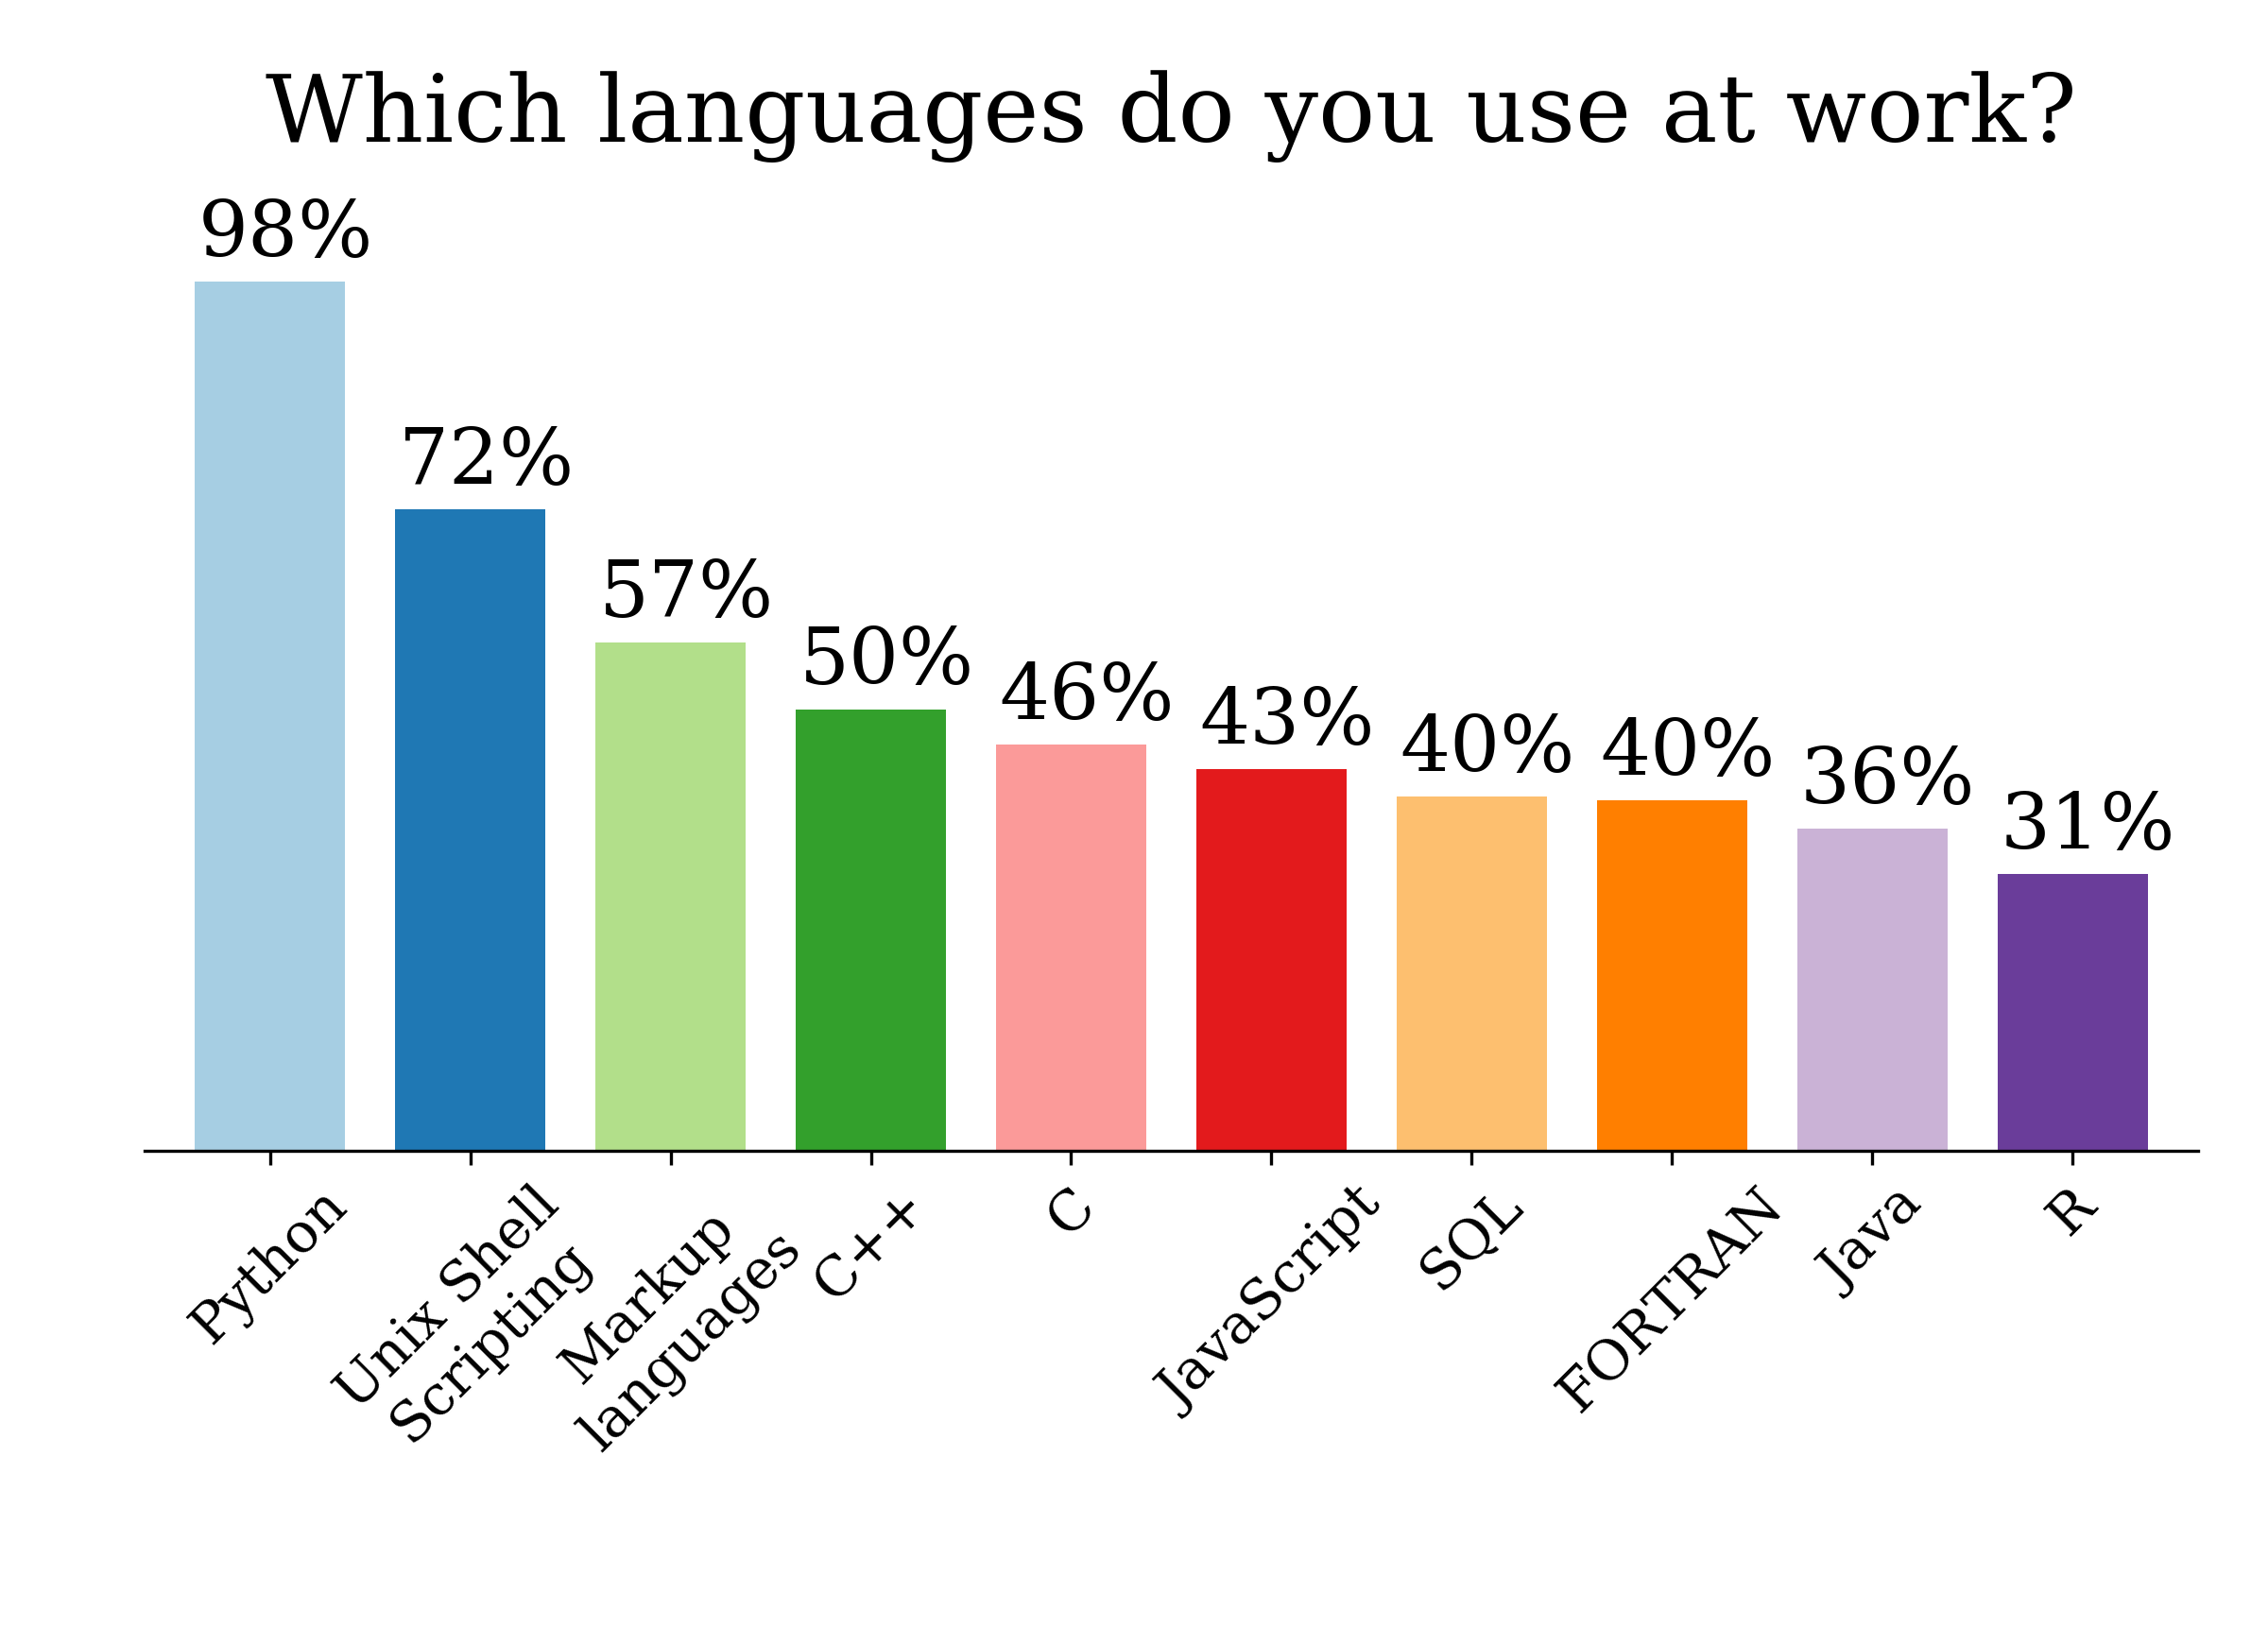 Which languages do you use at work?
98%
72%
57%
50%
46%
43%
40%
40%
36%
31%
Python
Unix Shell
Scripting
Markup
languages
C++
C
JavaScript
SQL
FORTRAN
Java
R